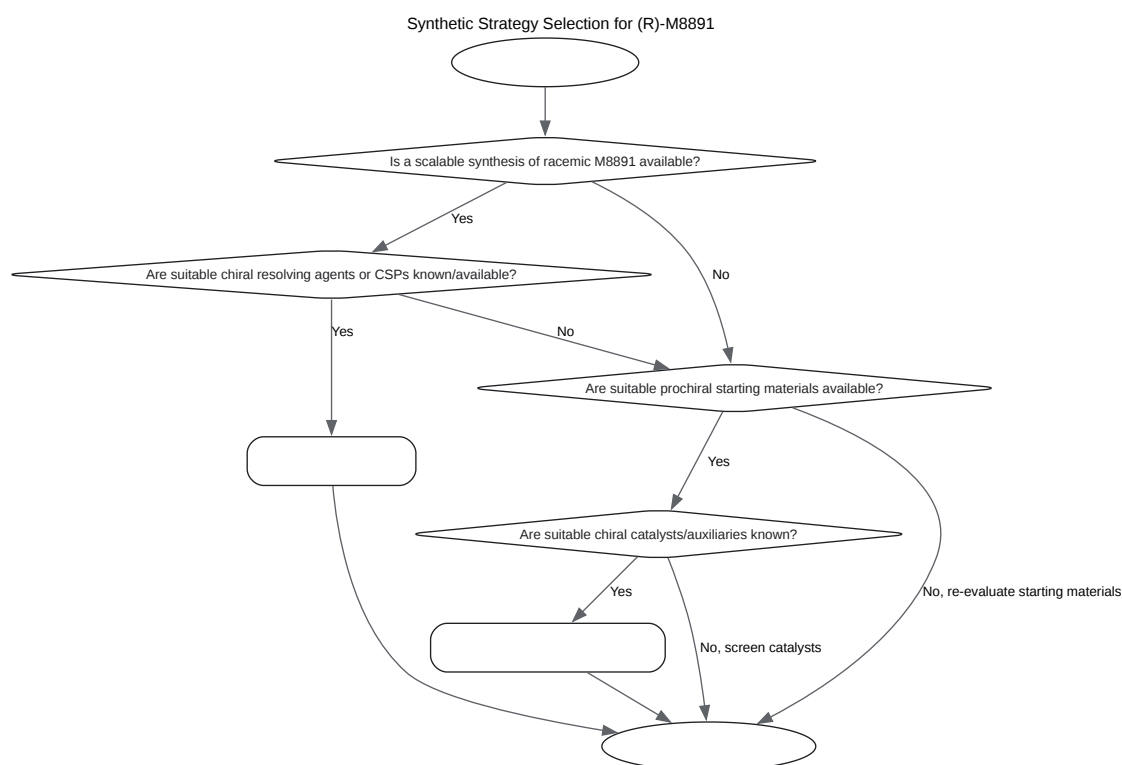 Synthetic Strategy Selection for (R)-M8891
Is a scalable synthesis of racemic M8891 available?
Yes
No
Are suitable chiral resolving agents or CSPs known/available?
Yes
No
Are suitable prochiral starting materials available?
Yes
Are suitable chiral catalysts/auxiliaries known?
Yes
No, re-evaluate starting materials
No, screen catalysts